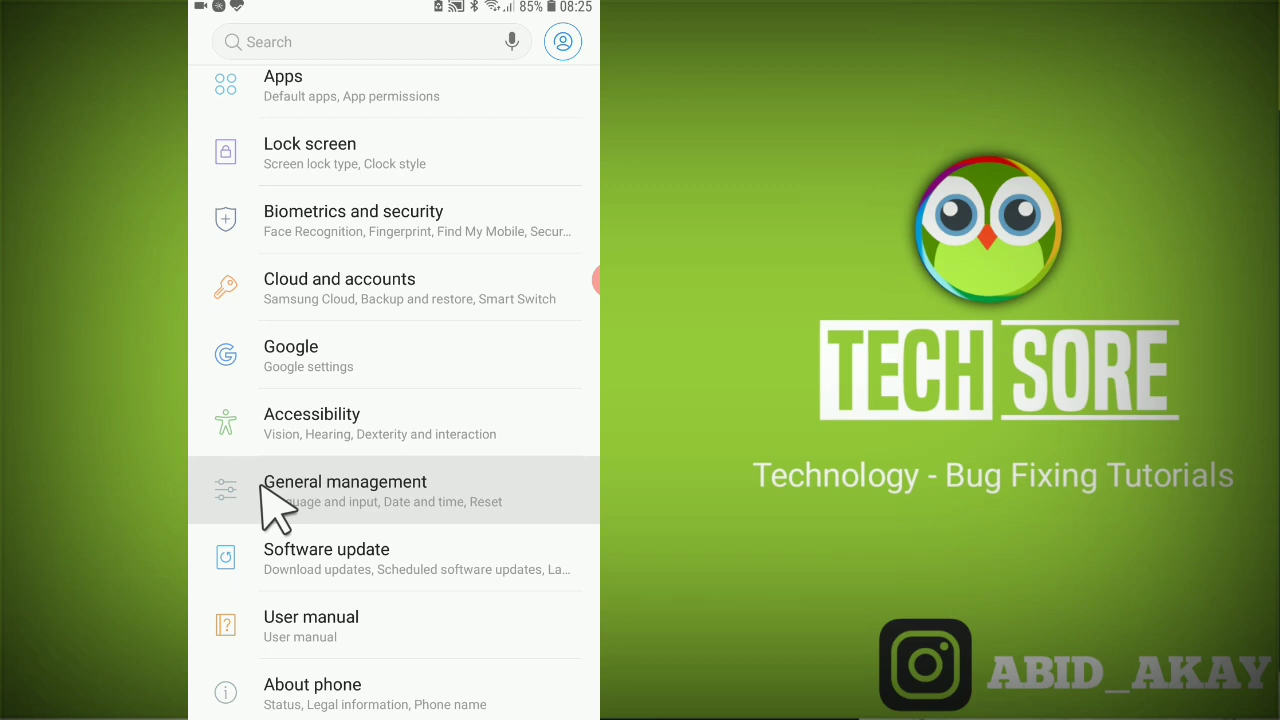 85% 08:25
Search
Apps
Default apps, App permissions
Lock screen
Screen lock type, Clock style
Biometrics and security
Face Recognition, Fingerprint, Find My Mobile, Secur...
Cloud and accounts
Samsung Cloud, Backup and restore, Smart Switch
Google
Google settings
Accessibility
Vision, Hearing, Dexterity and interaction
General management
and input, Date and time, Reset
Software update
Download updates, Scheduled software updates, La...
User manual
User manual
About phone
Status, Legal information, Phone name
TECH SORE
Technology - Bug Fixing Tutorials
ABID_AKAY